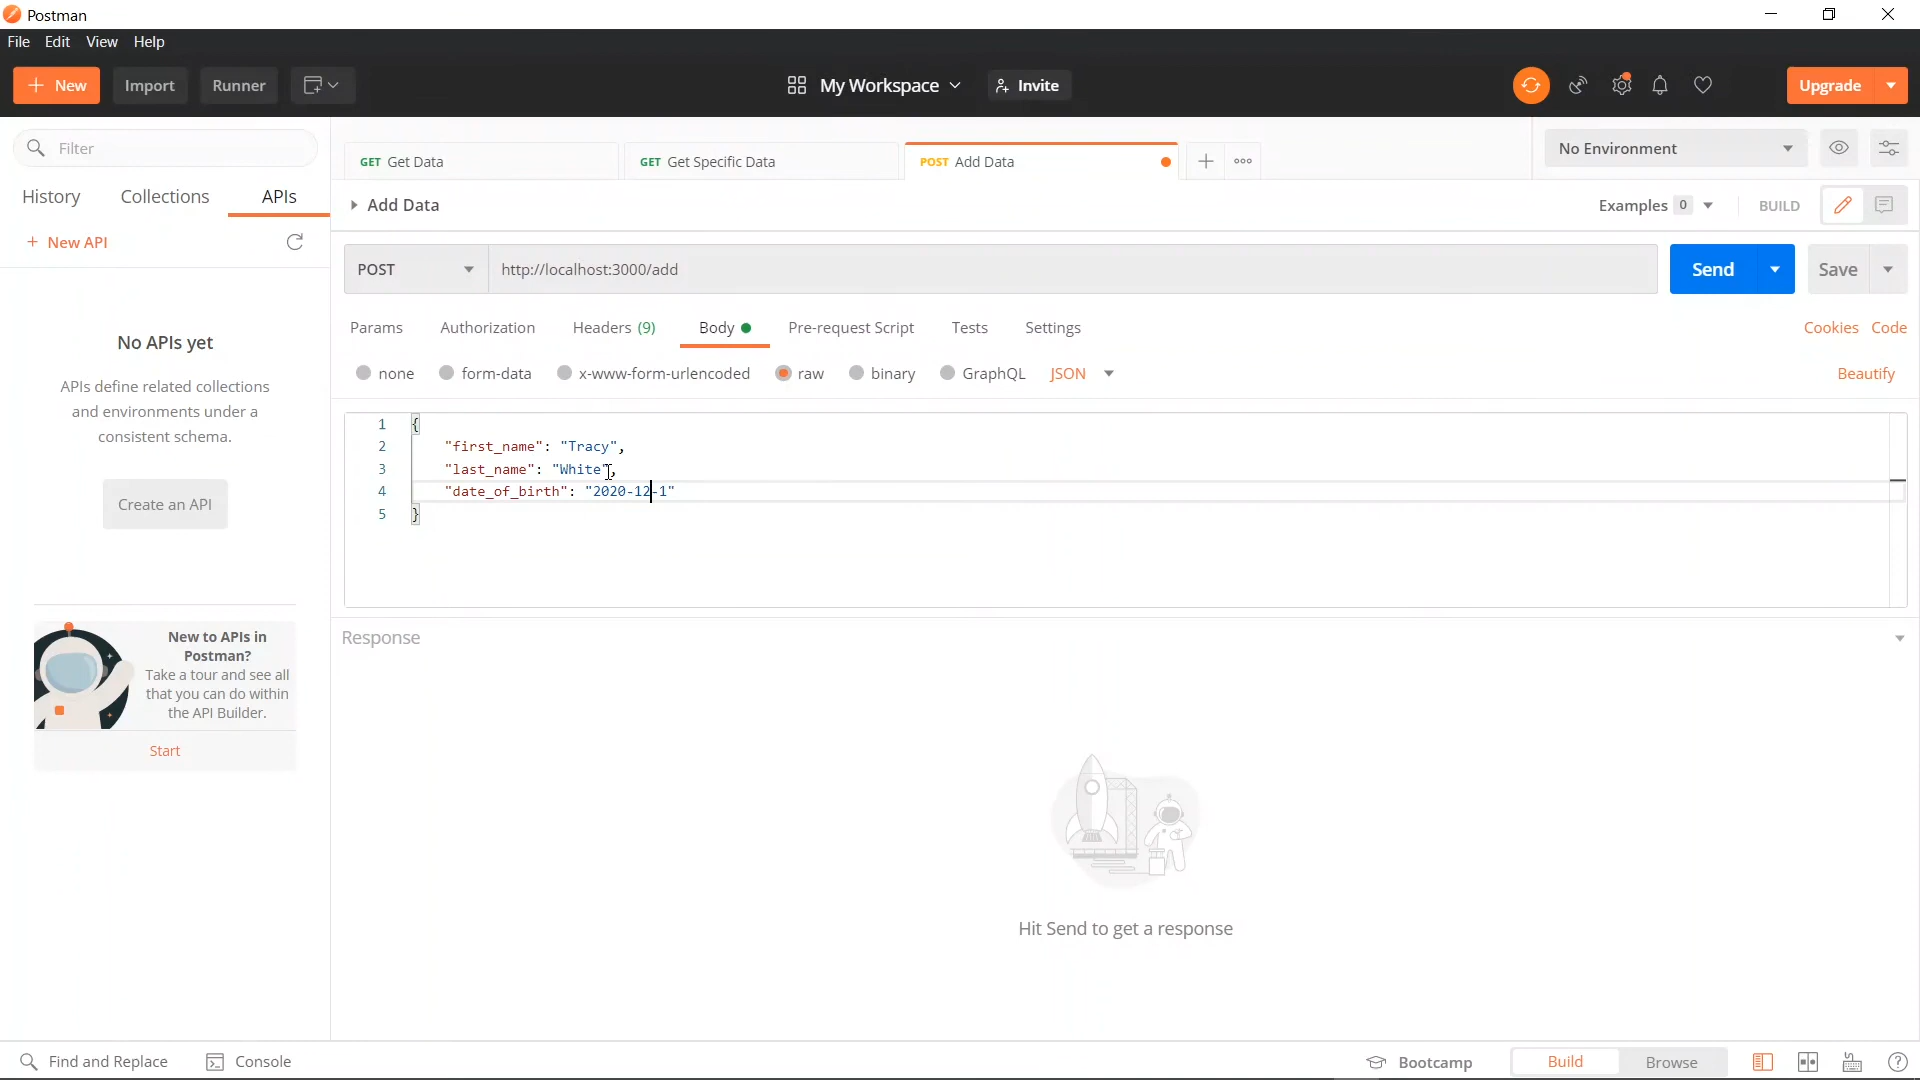 Postman
File Edit View Help
+ New Import Runner My Workspace Invite Upgrade
Filter
History Collections APIs
+ New API
No APIs yet
APIs define related collections
and environments under a
consistent schema.
Create an API
New to APIs in
Postman?
Take a tour and see all
that you can do within
the API Builder.
Start
GET Get Data GET Get Specific Data POST Add Data No Environment
Add Data Examples 0 BUILD
POST http://localhost:3000/add Send Save
Params Authorization Headers (9) Body Pre-request Script Tests Settings Cookies Code
none form-data x-www-form-urlencoded raw binary GraphQL JSON Beautify
1 {
2 "first_name": "Tracy",
3 "last_name": "White",
4 "date_of_birth": "2020-12-1"
5 }
Response
Hit Send to get a response
Find and Replace Console Bootcamp Build Browse